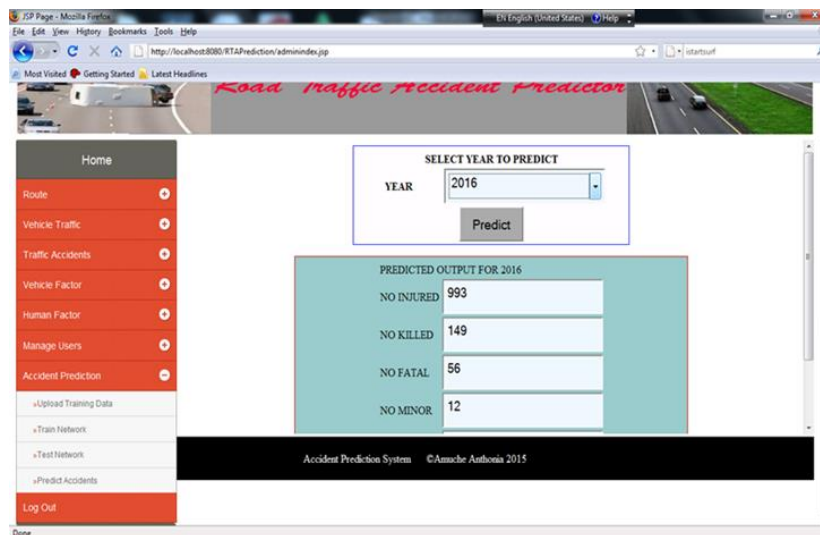 JSP Page - Mozilla Firefox
EN English (United States) Help
File Edit View History Bookmarks Tools Help
http://localhost:8080/RTAPrediction/adminindex.jsp
istartsurf
Most Visited Getting Started Latest Headlines
Road Traffic Accident Predictor
Home
Route
Vehicle Traffic
Traffic Accidents
Vehicle Factor
Human Factor
Manage Users
Accident Prediction
»Upload Training Data
»Train Network
»Test Network
»Predict Accidents
Log Out
SELECT YEAR TO PREDICT
YEAR 2016
Predict
PREDICTED OUTPUT FOR 2016
NO INJURED 993
NO KILLED 149
NO FATAL 56
NO MINOR 12
Accident Prediction System ©Amuche Anthonia 2015
Done